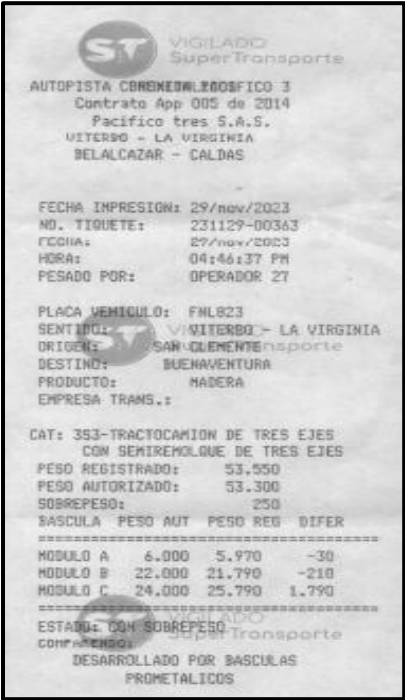 ST VIGILADO
SuperTransporte
AUTOPISTA PACIFICO 3
Contrato App 005 de 2014
Pacifico tres S.A.S.
VITERBO - LA VIRGINIA
BELALCAZAR - CALDAS
FECHA IMPRESION: 29/nov/2023
NO. TIQUETE: 231129-00363
FECHA: 29/nov/2023
HORA: 04:46:37 PM
PESADO POR: OPERADOR 27
PLACA VEHICULO: FNL823
SENTIDO: VITERBO - LA VIRGINIA
ORIGEN: SAN CLEMENTE
DESTINO: BUENAVENTURA
PRODUCTO: MADERA
EMPRESA TRANS.:
CAT: 353-TRACTOCAMION DE TRES EJES
CON SEMIREMOLQUE DE TRES EJES
PESO REGISTRADO: 53.550
PESO AUTORIZADO: 53.300
SOBREPESO: 250
BASCULA PESO AUT PESO REG DIFER
======================================
MODULO A 6.000 5.970 -30
MODULO B 22.000 21.790 -210
MODULO C 24.000 25.790 1.790
======================================
ESTADO: CON SOBREPESO
COMPARENDO:
DESARROLLADO POR BASCULAS
PROMETALICOS